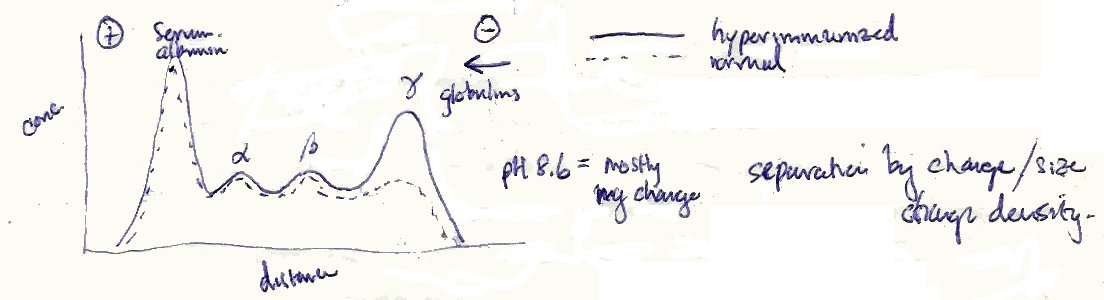 ⊕ Serum.
albumin
⊖
hyperimmunized
normal
γ
globulins
conc.
α β
pH 8.6 = mostly
neg charge
separation by charge/size
charge density.
distance